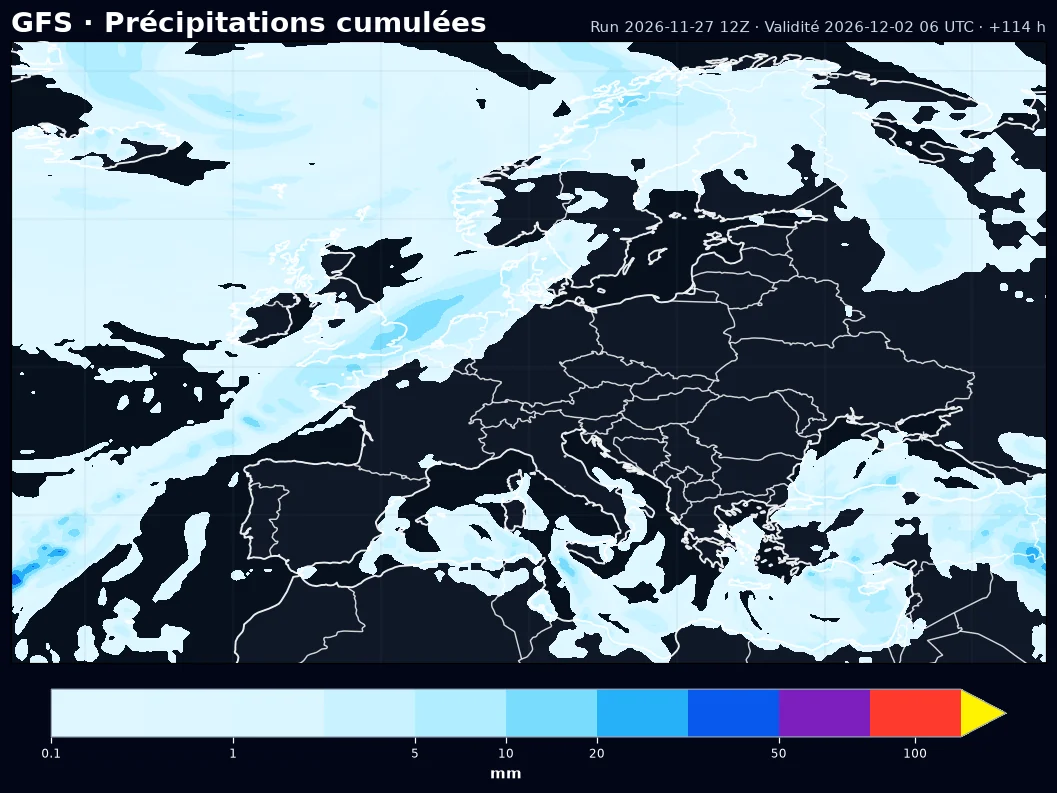 GFS · Précipitations cumulées
Run 2026-11-27 12Z · Validité 2026-12-02 06 UTC · +114 h
0.1 1 5 10 20 50 100
mm